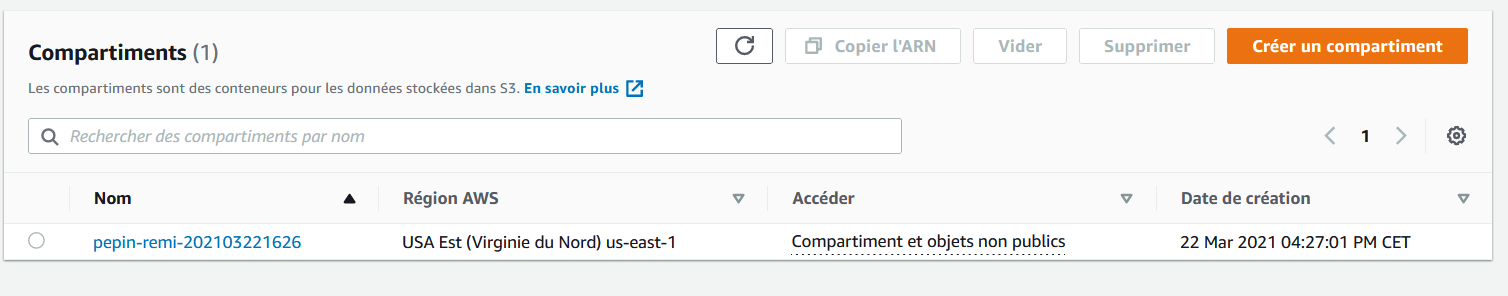 Compartiments (1)
Copier l'ARN
Vider
Supprimer
Créer un compartiment
Les compartiments sont des conteneurs pour les données stockées dans S3. En savoir plus
Rechercher des compartiments par nom
1
Nom Région AWS Accéder Date de création
pepin-remi-202103221626 USA Est (Virginie du Nord) us-east-1 Compartiment et objets non publics 22 Mar 2021 04:27:01 PM CET